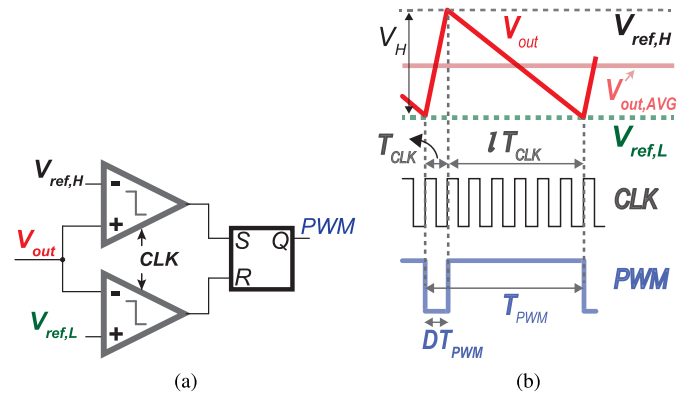 V_ref,H
V_out
CLK
V_ref,L
S Q
R
PWM
- 
+
-
+
(a)
V_H
V_out
V_ref,H
V_out,AVG
V_ref,L
T_CLK
l T_CLK
CLK
PWM
T_PWM
DT_PWM
(b)